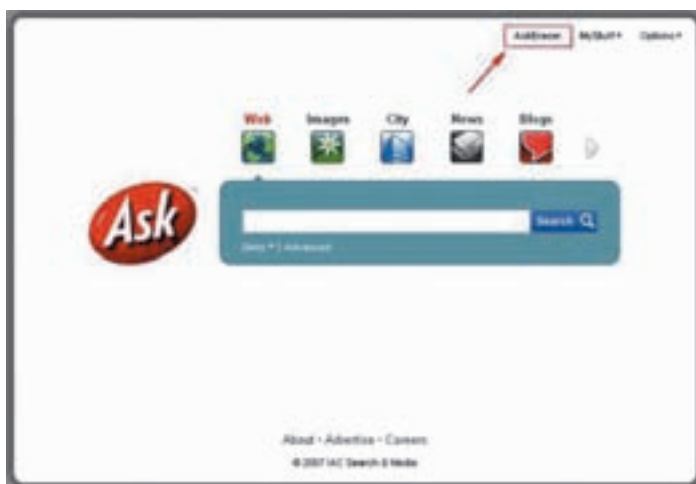 AskEraser MyStuff Options
Web Images City News Blogs
Ask
Search
Advanced
About · Advertise · Careers
© 2007 IAC Search & Media